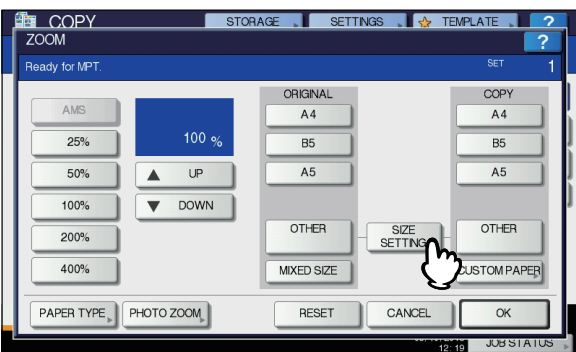 COPY STORAGE SETTINGS TEMPLATE ?
ZOOM ?
Ready for MPT. SET 1
ORIGINAL COPY
AMS 100 % A4 A4
25% B5 B5
50% UP A5 A5
100% DOWN
200% OTHER SIZE SETTING OTHER
400% MIXED SIZE CUSTOM PAPER
PAPER TYPE PHOTO ZOOM RESET CANCEL OK
12:19 JOB STATUS